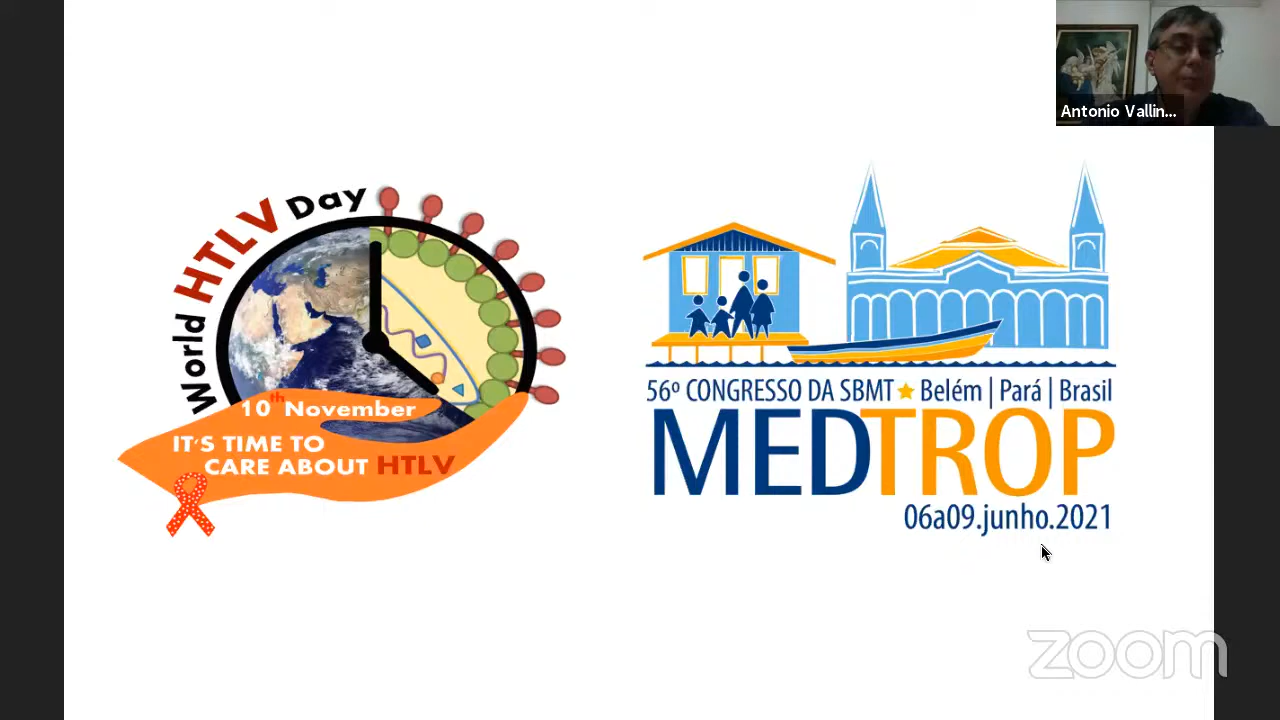 Antonio Vallin...
World HTLV Day
10th November
IT'S TIME TO
CARE ABOUT HTLV
56º CONGRESSO DA SBMT ★ Belém | Pará | Brasil
MEDTROP
06a09.junho.2021
zoom